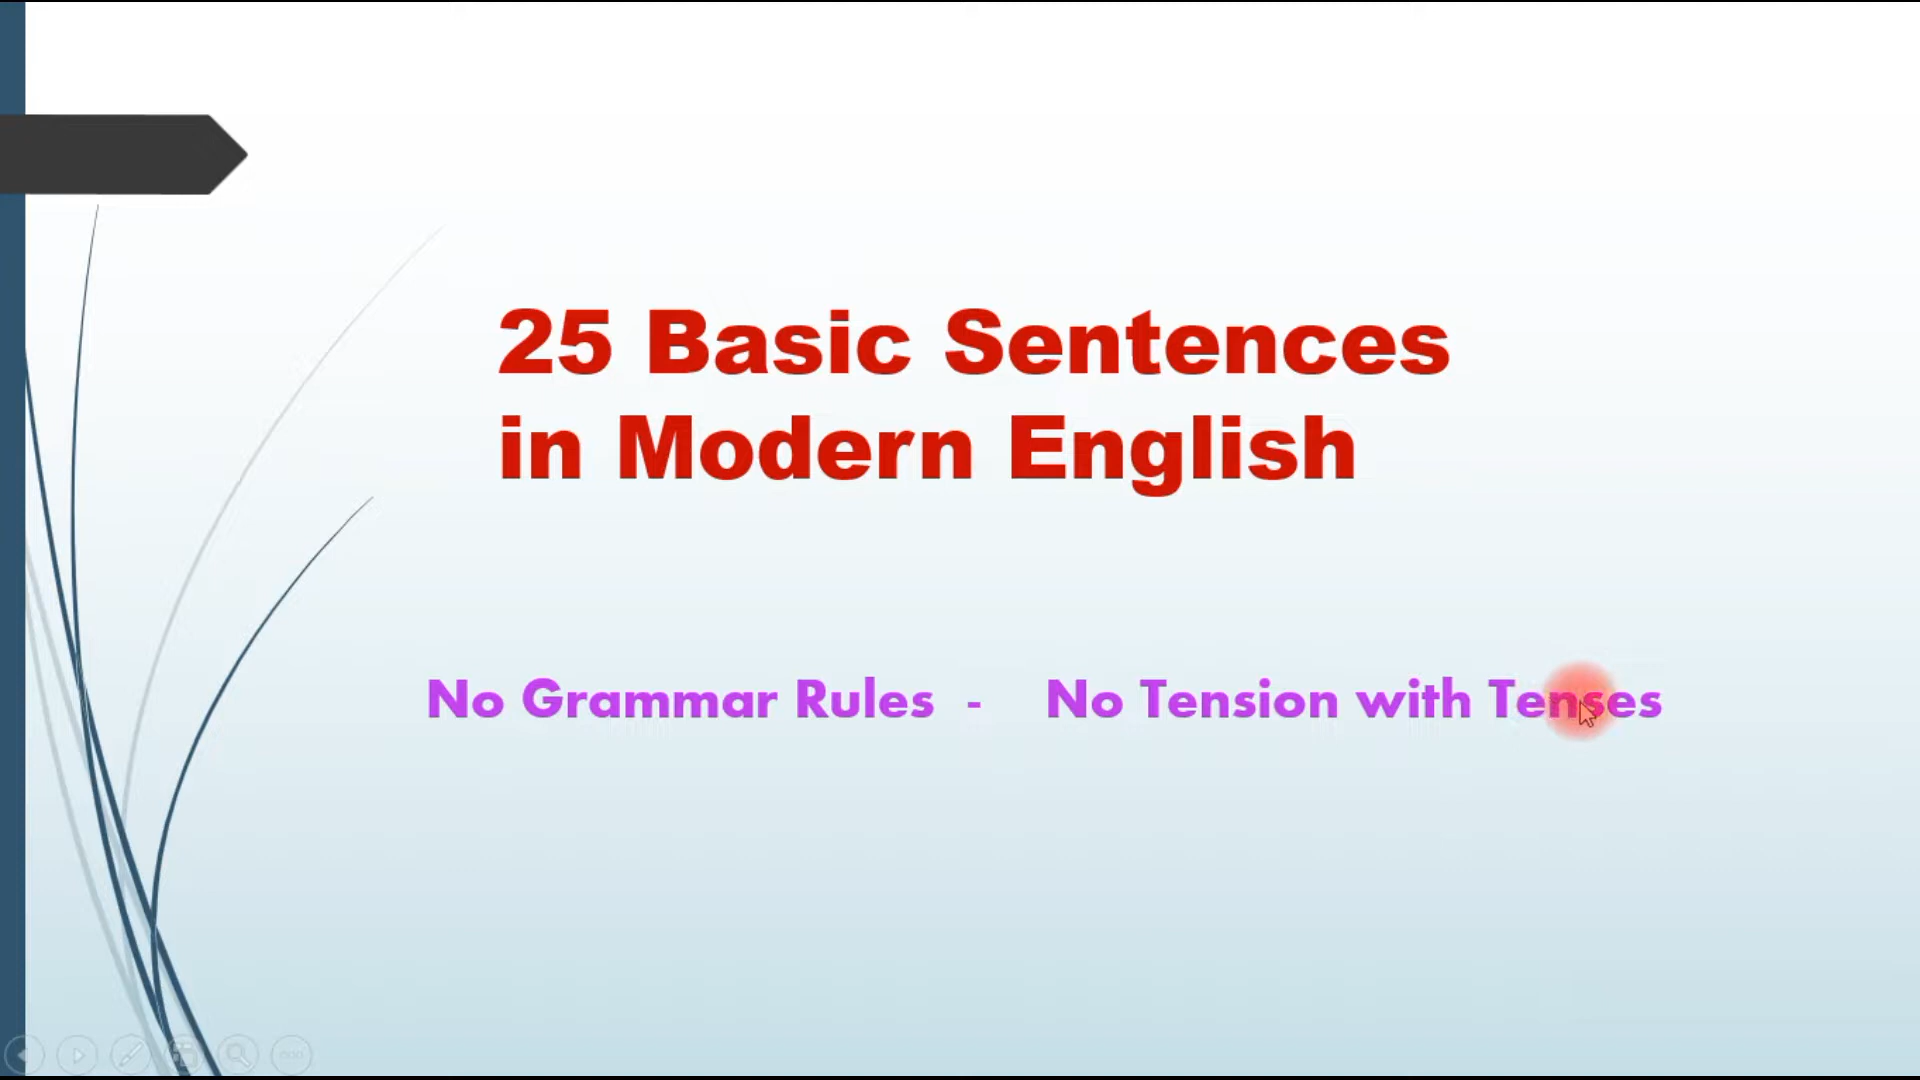 25 Basic Sentences
in Modern English
No Grammar Rules - No Tension with Tenses